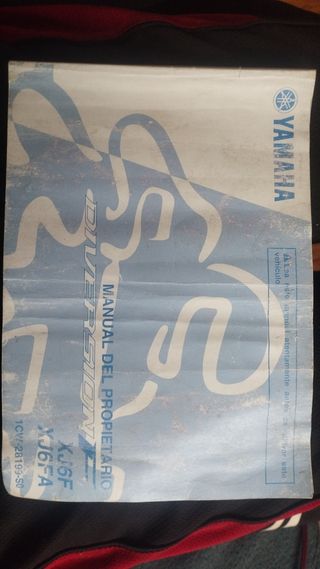 YAMAHA
Lea este manual atentamente antes de utilizar este
vehículo.
MANUAL DEL PROPIETARIO
DIVERSION F
XJ6F
XJ6FA
1CW-28199-S0